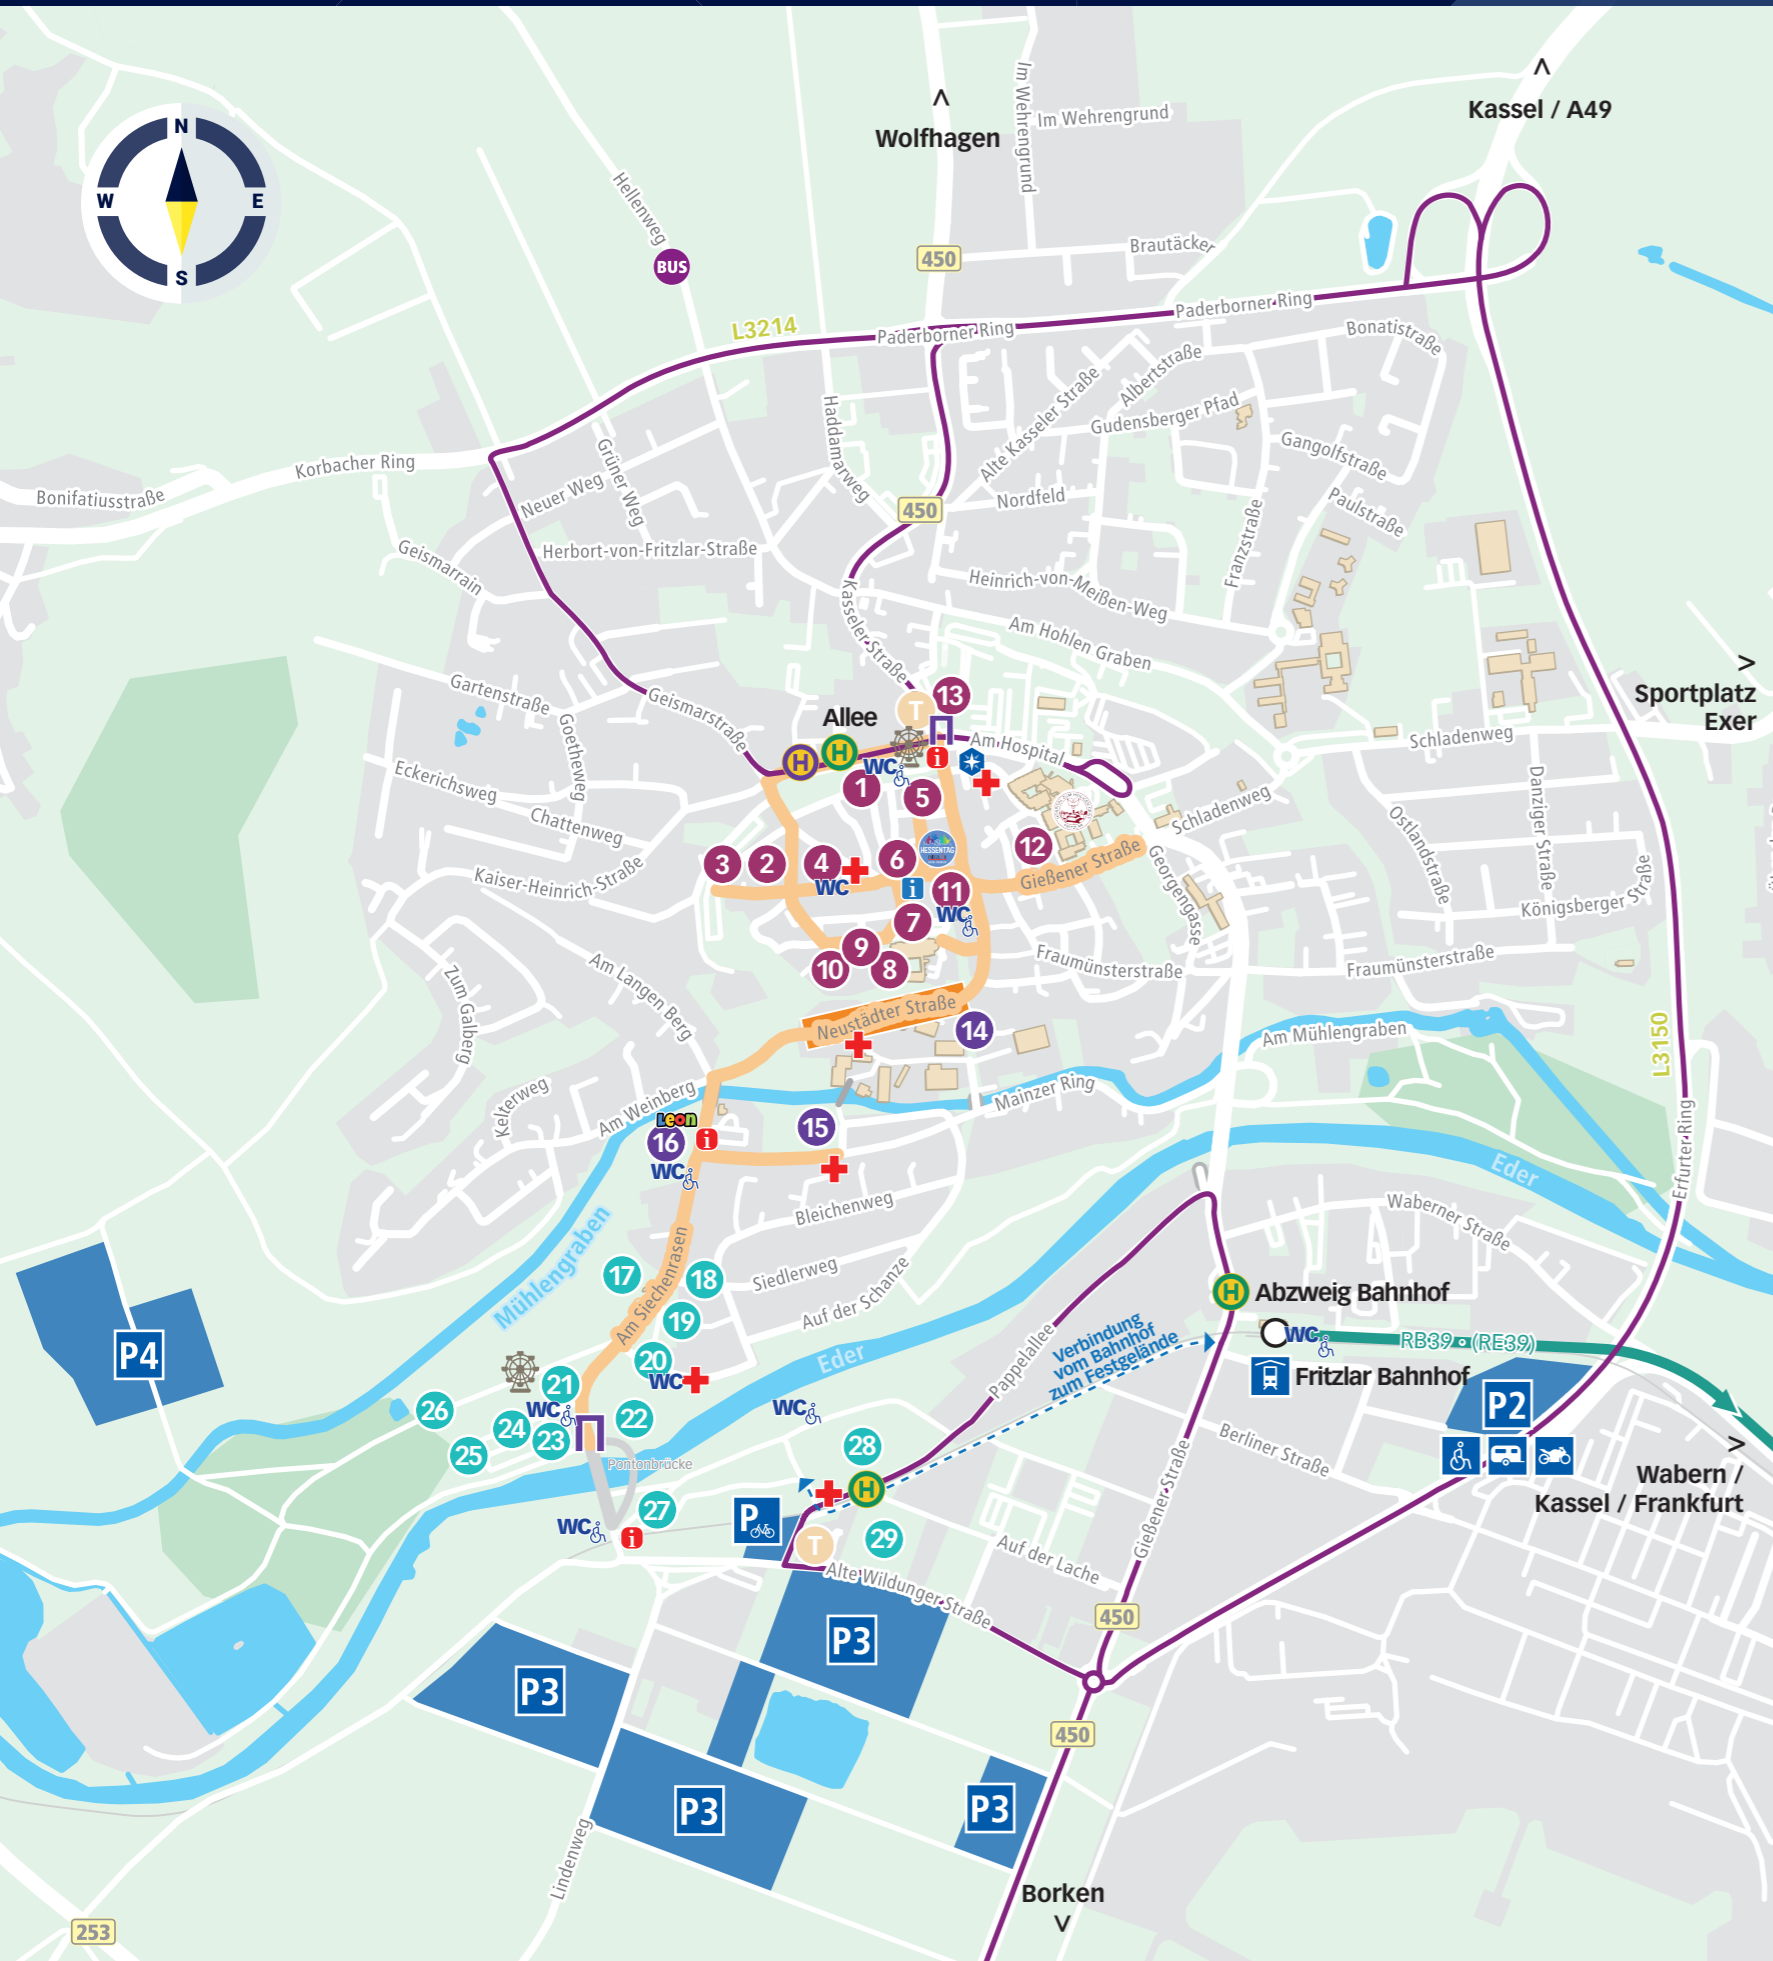 N
W
E
S
Wolfhagen
Kassel / A49
Im Wehrengrund
Im Wehrengrund
Hellenweg
BUS
450
Brautäcker
L3214
Paderborner Ring
Paderborner Ring
Bonatistraße
Albertstraße
Alte Kasseler Straße
Gudensberger Pfad
Gangolfstraße
Haddamarweg
Grüner Weg
Korbacher Ring
Bonifatiusstraße
Neuer Weg
450
Nordfeld
Paulstraße
Franzstraße
Geismarrain
Herbort-von-Fritzlar-Straße
Heinrich-von-Meißen-Weg
Kasseler Straße
Am Hohlen Graben
Sportplatz
Exer
Gartenstraße
Geismarstraße
Goetheweg
Allee
T
13
H
H
WC
i
Am Hospital
Schladenweg
1
5
Eckerichsweg
Chattenweg
Schladenweg
Ostlandstraße
Danziger Straße
Kaiser-Heinrich-Straße
3
2
4
WC
6
HESSENTAG
12
Gießener Straße
Georgengasse
i
11
WC
7
Königsberger Straße
9
10
8
Fraumünsterstraße
Fraumünsterstraße
Zum Galberg
Am Langen Berg
Neustädter Straße
14
Am Mühlengraben
L3150
Mainzer Ring
Kelterweg
Am Weinberg
Leon
16
i
15
WC
Erfurter Ring
Eder
Bleichenweg
Waberner Straße
Mühlengraben
17
18
Siedlerweg
Auf der Schanze
Am Siechenrasen
19
H
Abzweig Bahnhof
P4
Eder
20
WC
Pappelallee
Verbindung
vom Bahnhof
zum Festgelände
WC
RB39 • (RE39)
Fritzlar Bahnhof
P2
21
WC
26
24
23
22
25
WC
28
Pontonbrücke
Berliner Straße
Wabern /
Kassel / Frankfurt
H
27
WC
i
P
T
29
Auf der Lache
Gießener Straße
Alte Wildunger Straße
450
P3
P3
450
P3
P3
Lindenweg
Borken
253